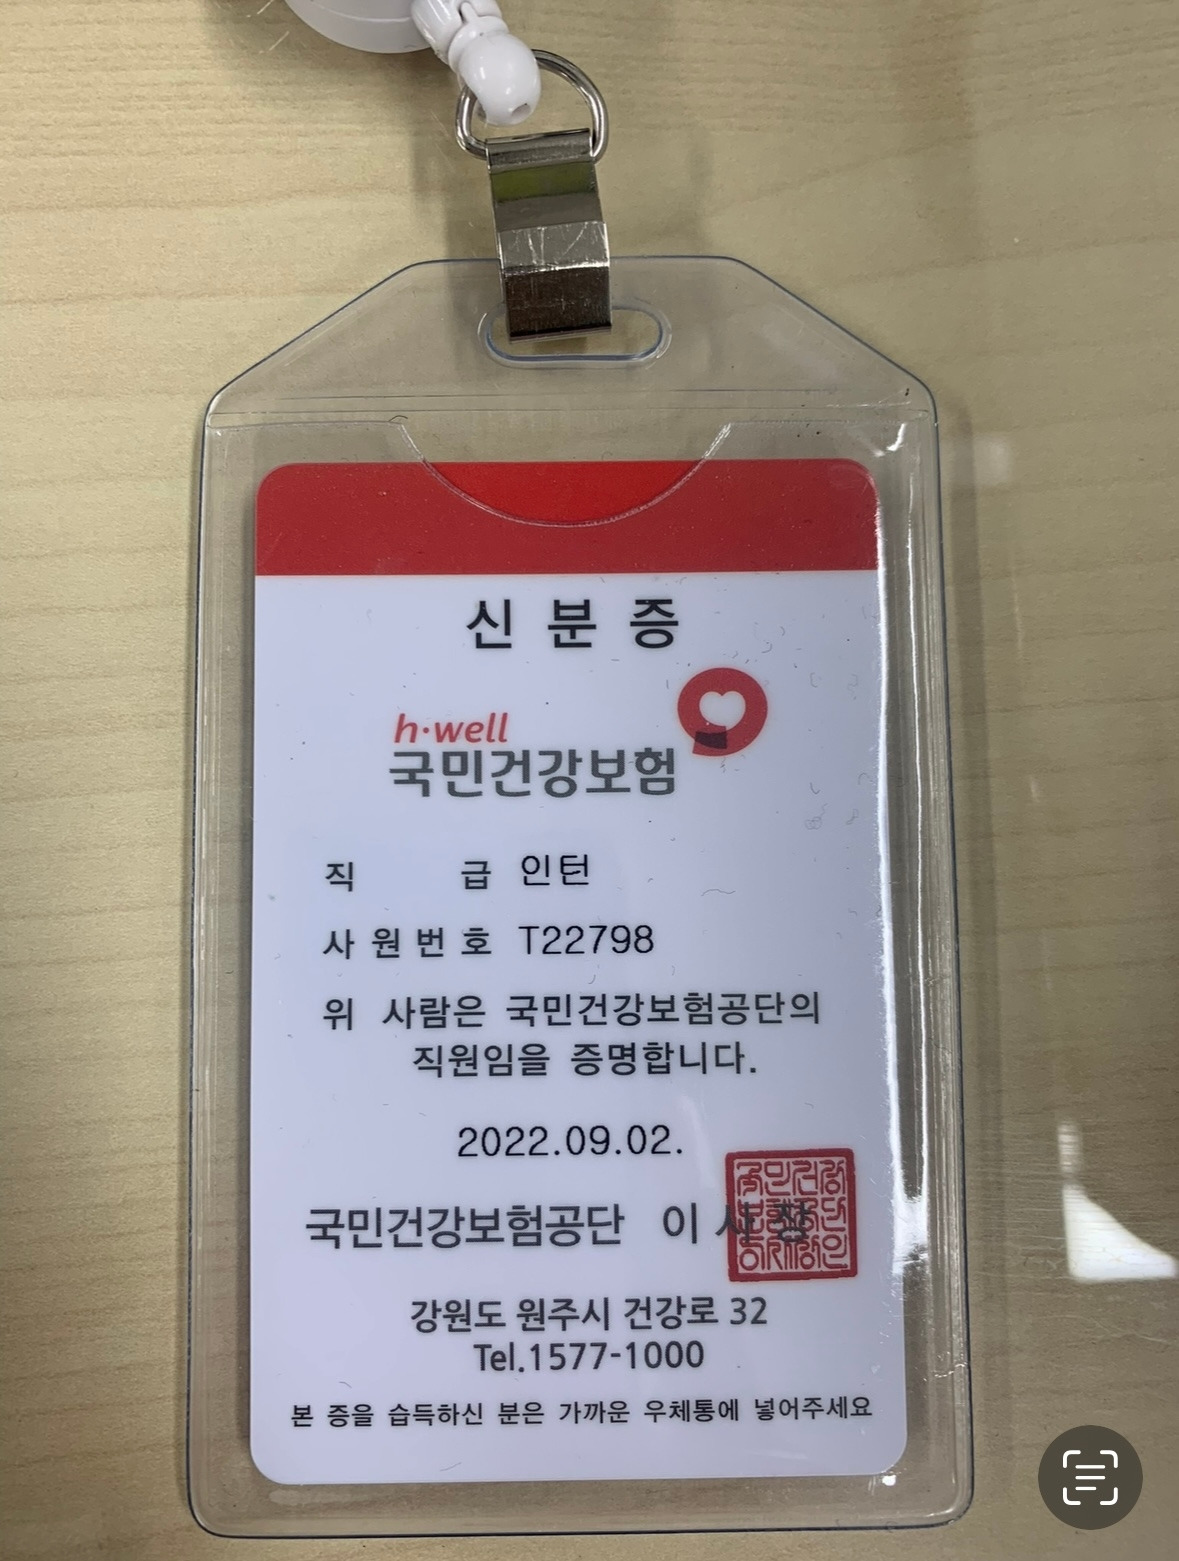 신 분 증
h·well
국민건강보험
직 급 인턴
사 원 번 호 T22798
위 사람은 국민건강보험공단의
직원임을 증명합니다.
2022.09.02.
국민건강보험공단 이 사 장
강원도 원주시 건강로 32
Tel.1577-1000
본 증을 습득하신 분은 가까운 우체통에 넣어주세요